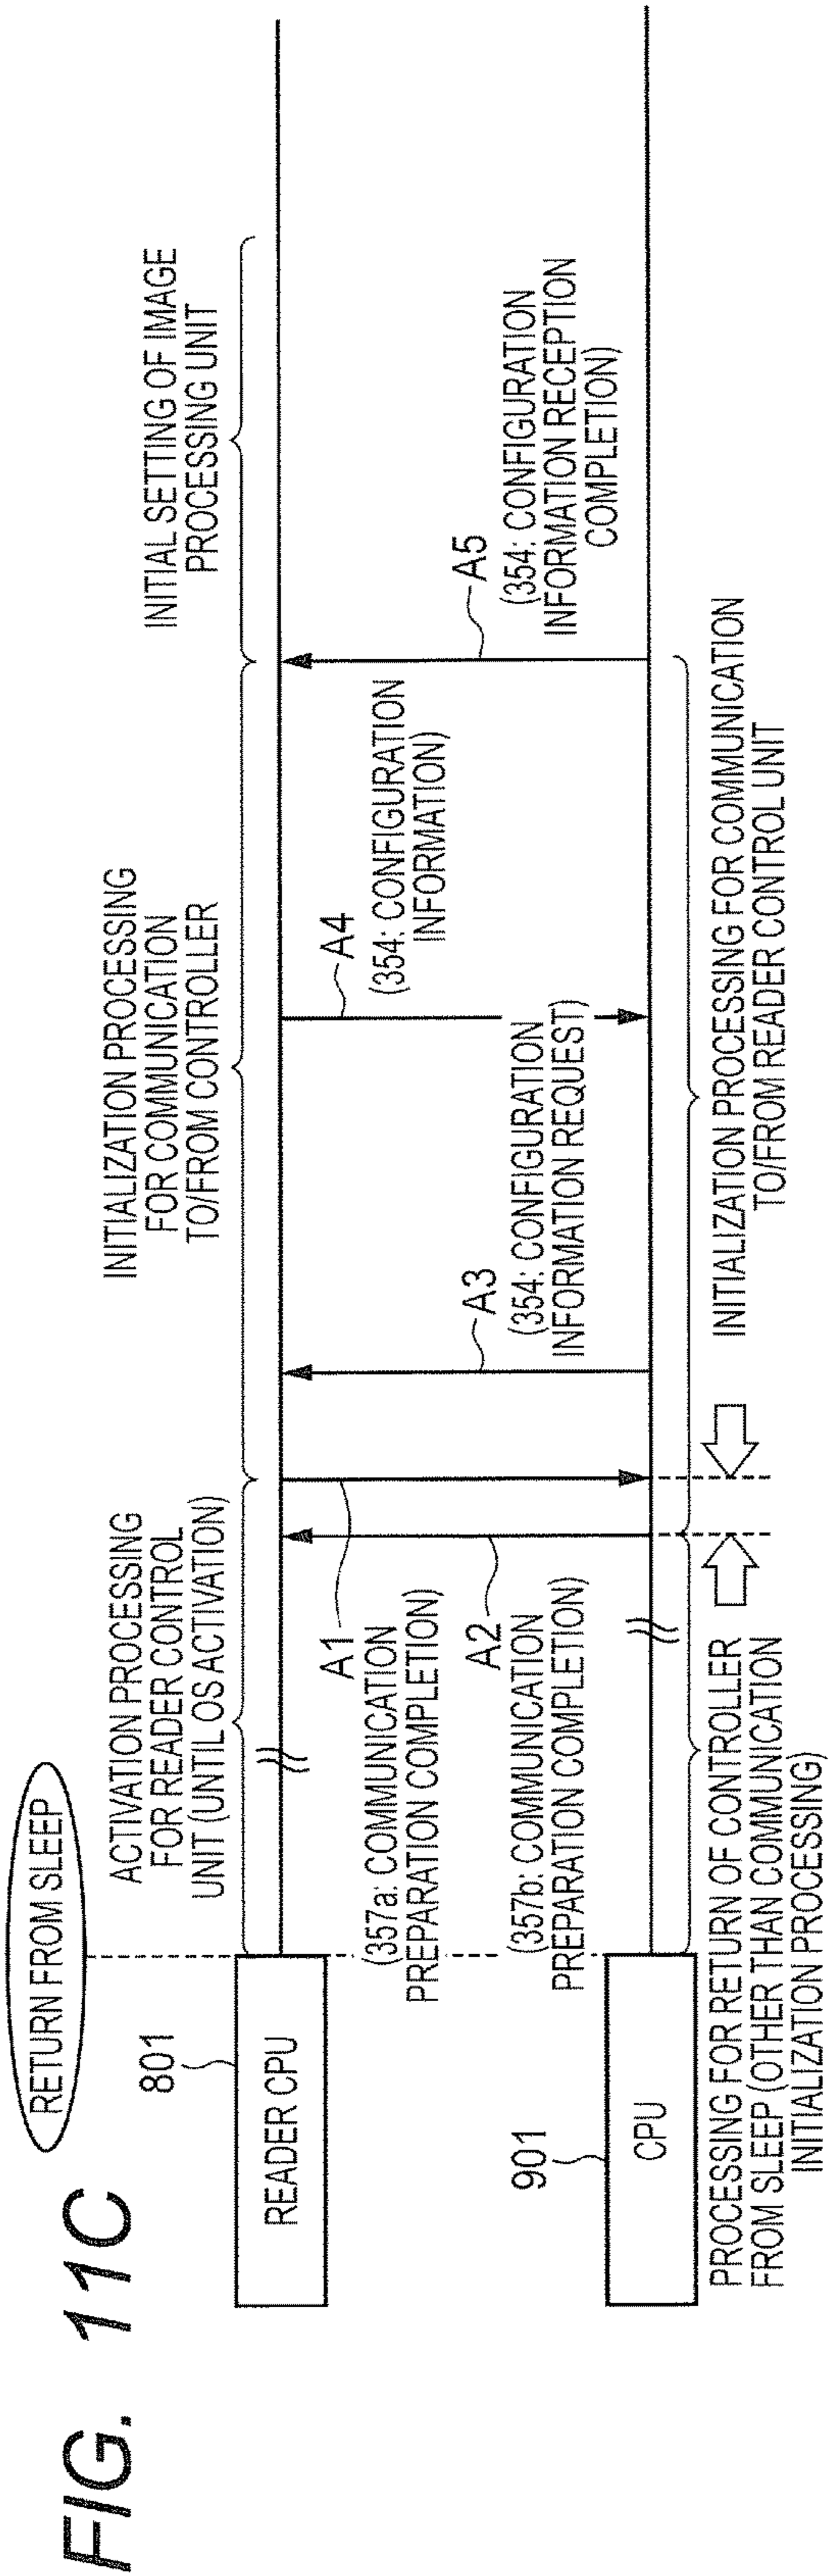 FIG. 11C
RETURN FROM SLEEP
801
READER CPU
ACTIVATION PROCESSING
FOR READER CONTROL
UNIT (UNTIL OS ACTIVATION)
INITIALIZATION PROCESSING
FOR COMMUNICATION
TO/FROM CONTROLLER
INITIAL SETTING OF IMAGE
PROCESSING UNIT
A1
(357a: COMMUNICATION
PREPARATION COMPLETION)
A2
(357b: COMMUNICATION
PREPARATION COMPLETION)
A3
(354: CONFIGURATION
INFORMATION REQUEST)
A4
(354: CONFIGURATION
INFORMATION)
A5
(354: CONFIGURATION
INFORMATION RECEPTION
COMPLETION)
901
CPU
PROCESSING FOR RETURN OF CONTROLLER
FROM SLEEP (OTHER THAN COMMUNICATION
INITIALIZATION PROCESSING)
INITIALIZATION PROCESSING FOR COMMUNICATION
TO/FROM READER CONTROL UNIT